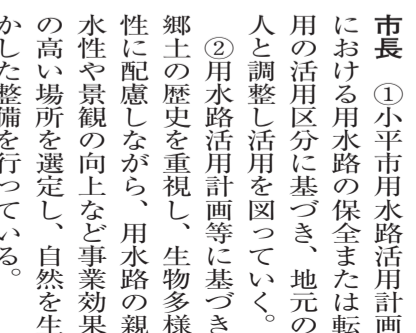 市長　①小平市用水路活用計画
における用水路の保全または転
用の活用区分に基づき、地元の
人と調整し活用を図っていく。
②用水路活用計画等に基づき
郷土の歴史を重視し、生物多様
性に配慮しながら、用水路の親
水性や景観の向上など事業効果
の高い場所を選定し、自然を生
かした整備を行っている。